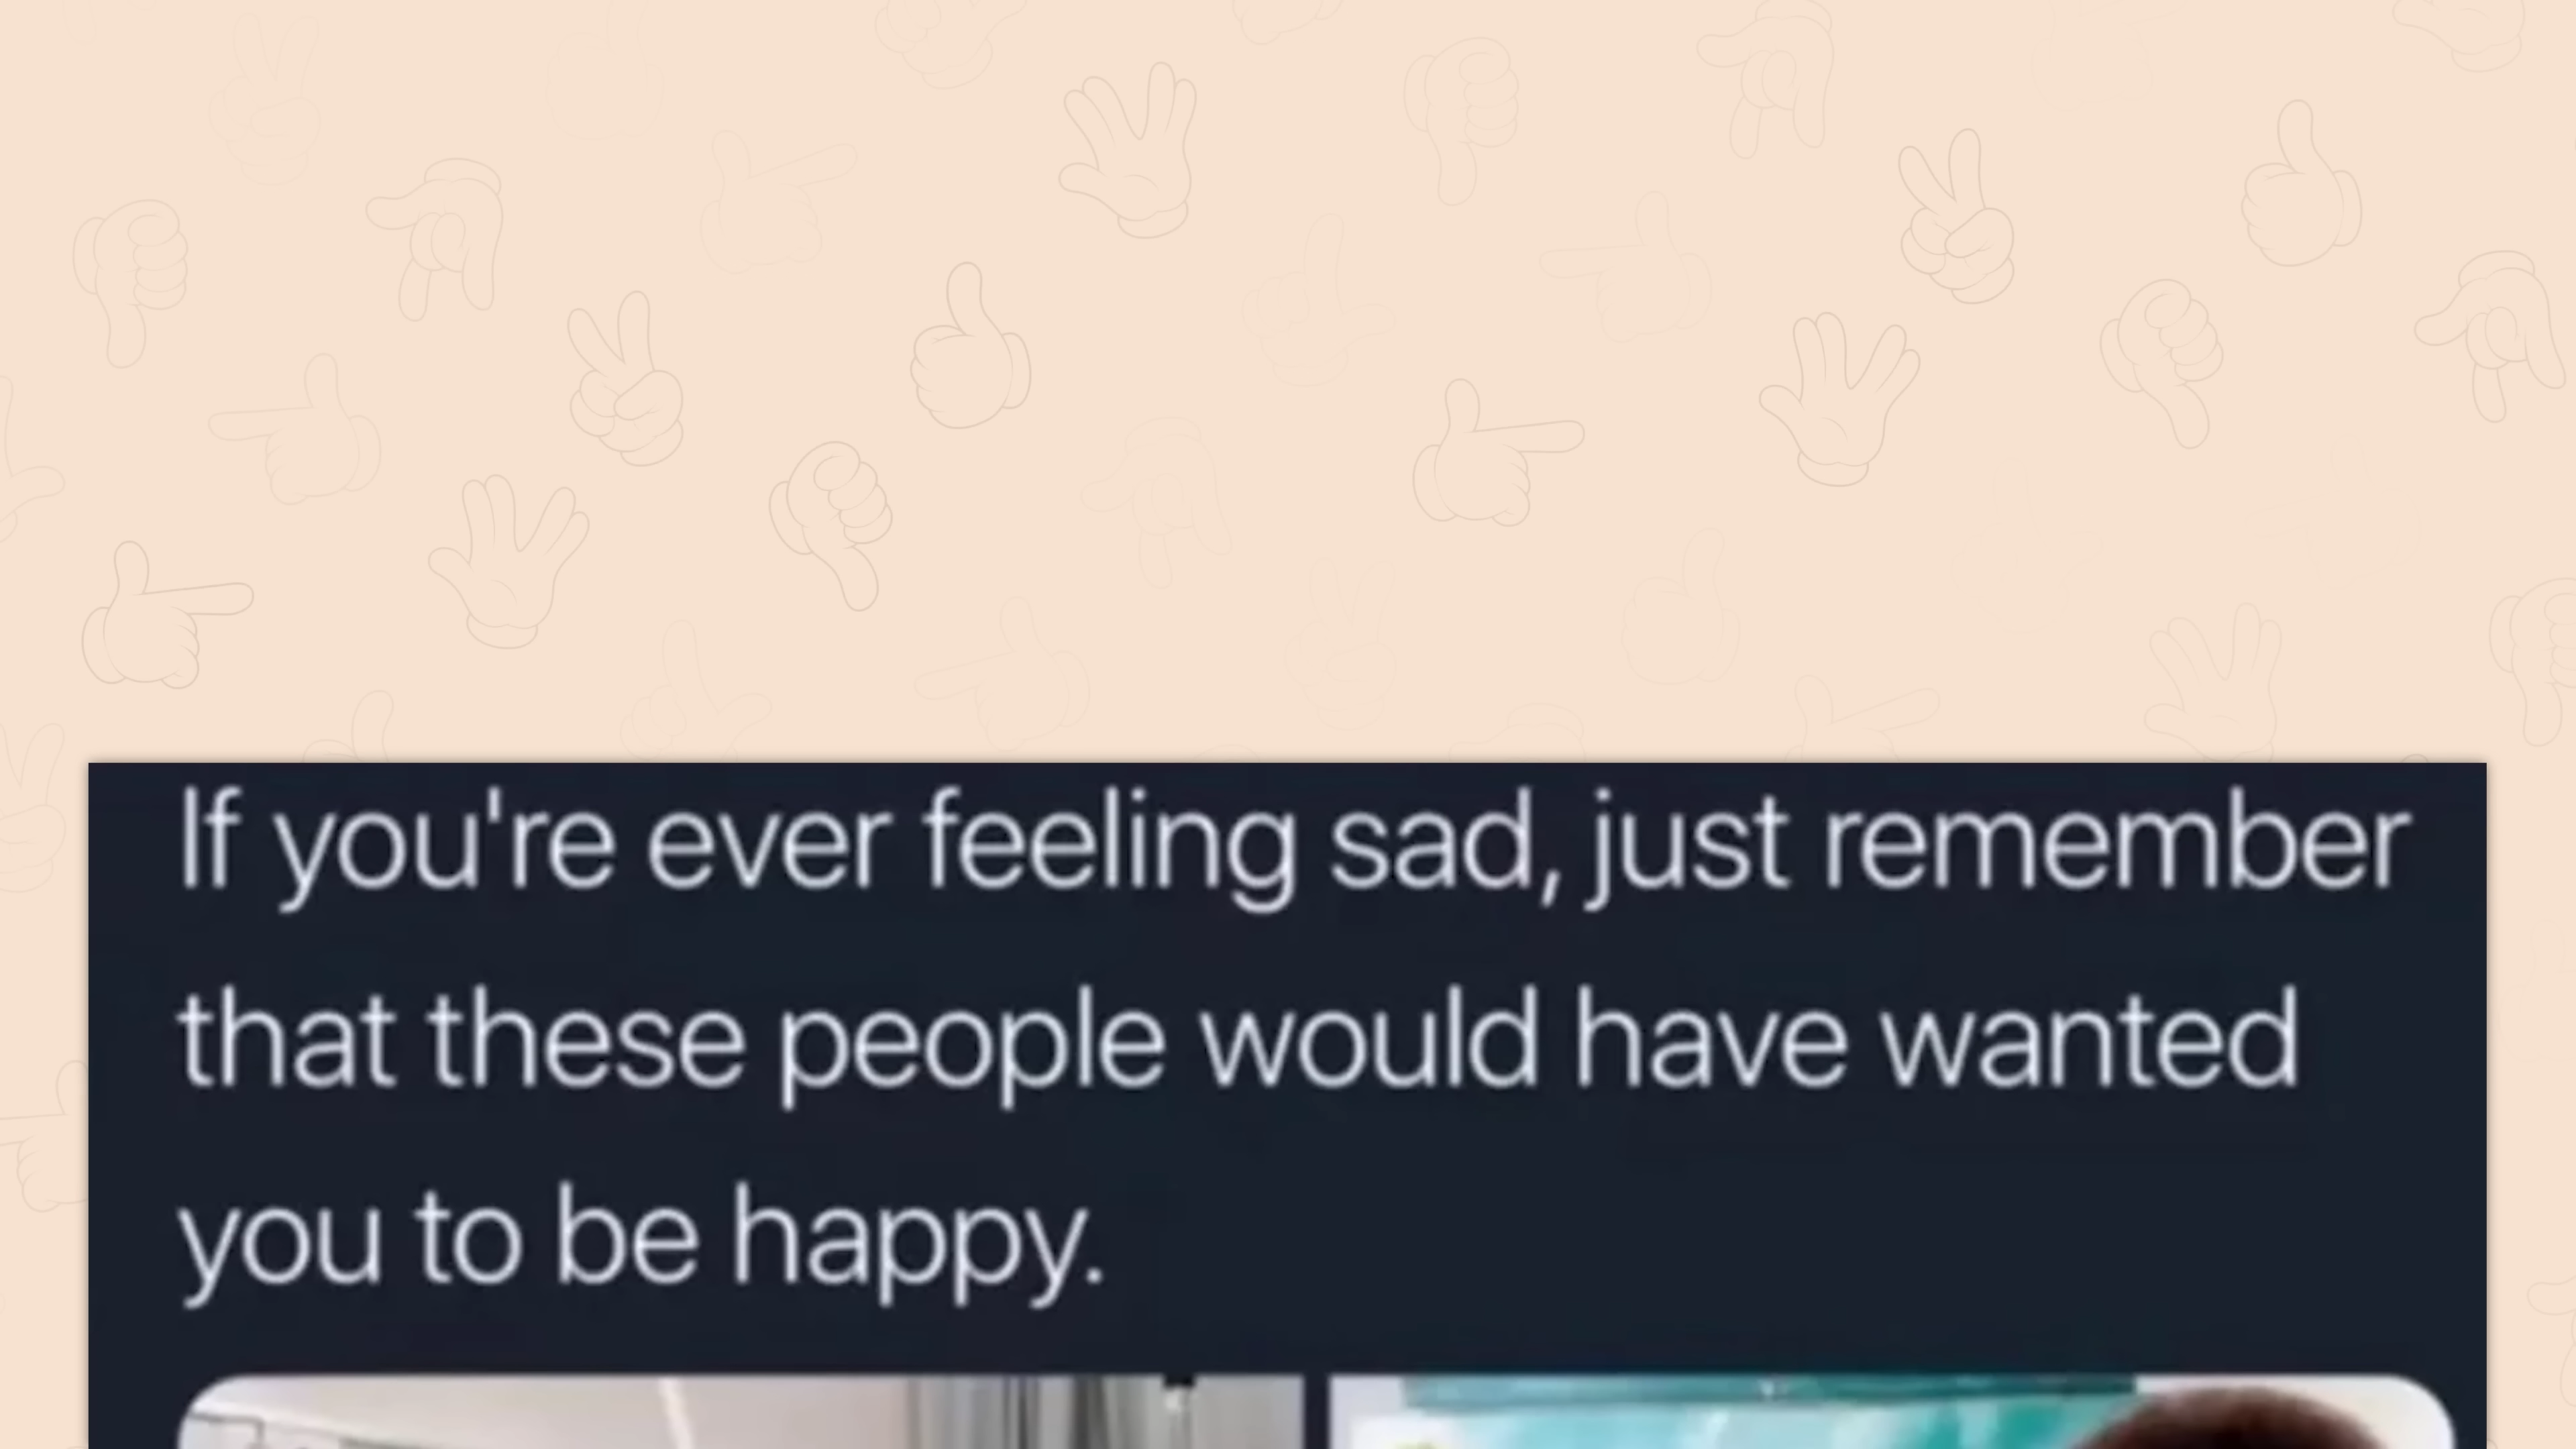 If you're ever feeling sad, just remember
that these people would have wanted
you to be happy.